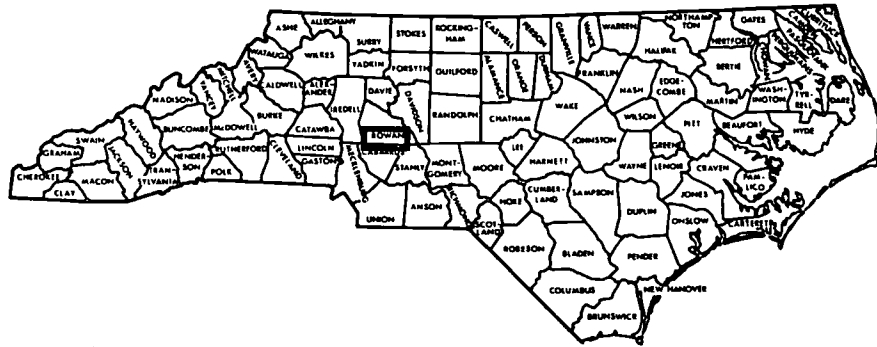 ASHE
ALLEGHANY
SURRY
STOKES
ROCKING-
HAM
CASWELL
PERSON
GRANVILLE
VANCE
WARREN
NORTHAMP
TON
GATES
HERTFORD
CURRITUCK
WATAUGA
WILKES
YADKIN
FORSYTH
GUILFORD
ALAMANCE
ORANGE
FRANKLIN
HALIFAX
BERTIE
AVERY
MITCHELL
YANCEY
MADISON
CALDWELL
ALEX-
ANDER
IREDELL
DAVIE
DAVIDSON
RANDOLPH
CHATHAM
WAKE
NASH
EDGE-
COMBE
MARTIN
WASH-
INGTON
TYR-
RELL
DARE
BURKE
McDOWELL
BUNCOMBE
HAYWOOD
SWAIN
GRAHAM
CHEROKEE
CLAY
MACON
JACKSON
TRAN-
SYLVANIA
HENDER-
SON
POLK
RUTHERFORD
CLEVELAND
CATAWBA
LINCOLN
GASTON
ROWAN
CABARRUS
MECKLENBURG
STANLY
MONT-
GOMERY
MOORE
LEE
HARNETT
JOHNSTON
WILSON
PITT
BEAUFORT
HYDE
GREENE
WAYNE
LENOIR
CRAVEN
PAM-
LICO
JONES
UNION
ANSON
RICHMOND
SCOT-
LAND
HOKE
CUMBER-
LAND
SAMPSON
DUPLIN
ONSLOW
CARTERET
ROBESON
BLADEN
PENDER
COLUMBUS
NEW HANOVER
BRUNSWICK